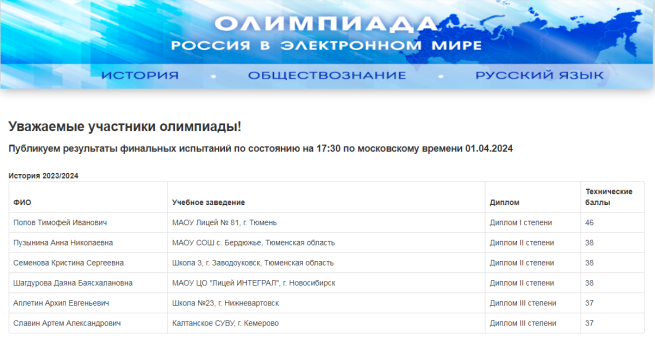 ОЛИМПИАДА
РОССИЯ В ЭЛЕКТРОННОМ МИРЕ
ИСТОРИЯ • ОБЩЕСТВОЗНАНИЕ • РУССКИЙ ЯЗЫК
Уважаемые участники олимпиады!
Публикуем результаты финальных испытаний по состоянию на 17:30 по московскому времени 01.04.2024
История 2023/2024
ФИО Учебное заведение Диплом Технические баллы
Попов Тимофей Иванович МАОУ Лицей № 81, г. Тюмень Диплом I степени 46
Пузынина Анна Николаевна МАОУ СОШ с. Бердюжье, Тюменская область Диплом II степени 38
Семенова Кристина Сергеевна Школа 3, г. Заводоуковск, Тюменская область Диплом II степени 38
Шагдурова Даяна Баясхалановна МАОУ ЦО "Лицей ИНТЕГРАЛ", г. Новосибирск Диплом II степени 38
Аплетин Архип Евгеньевич Школа №23, г. Нижневартовск Диплом III степени 37
Славин Артем Александрович Калтанское СУВУ, г. Кемерово Диплом III степени 37